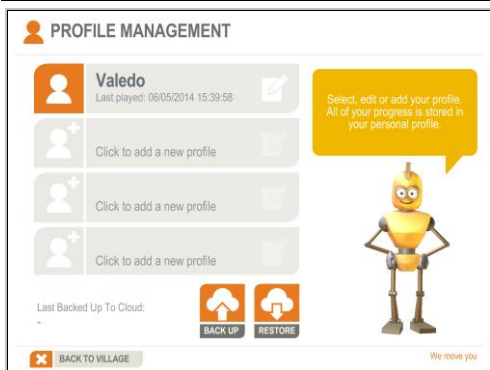 PROFILE MANAGEMENT
Valedo
Last played: 06/05/2014 15:39:58
Click to add a new profile
Click to add a new profile
Click to add a new profile
Select, edit or add your profile.
All of your progress is stored in
your personal profile.
Last Backed Up To Cloud:
-
BACK UP
RESTORE
BACK TO VILLAGE
We move you